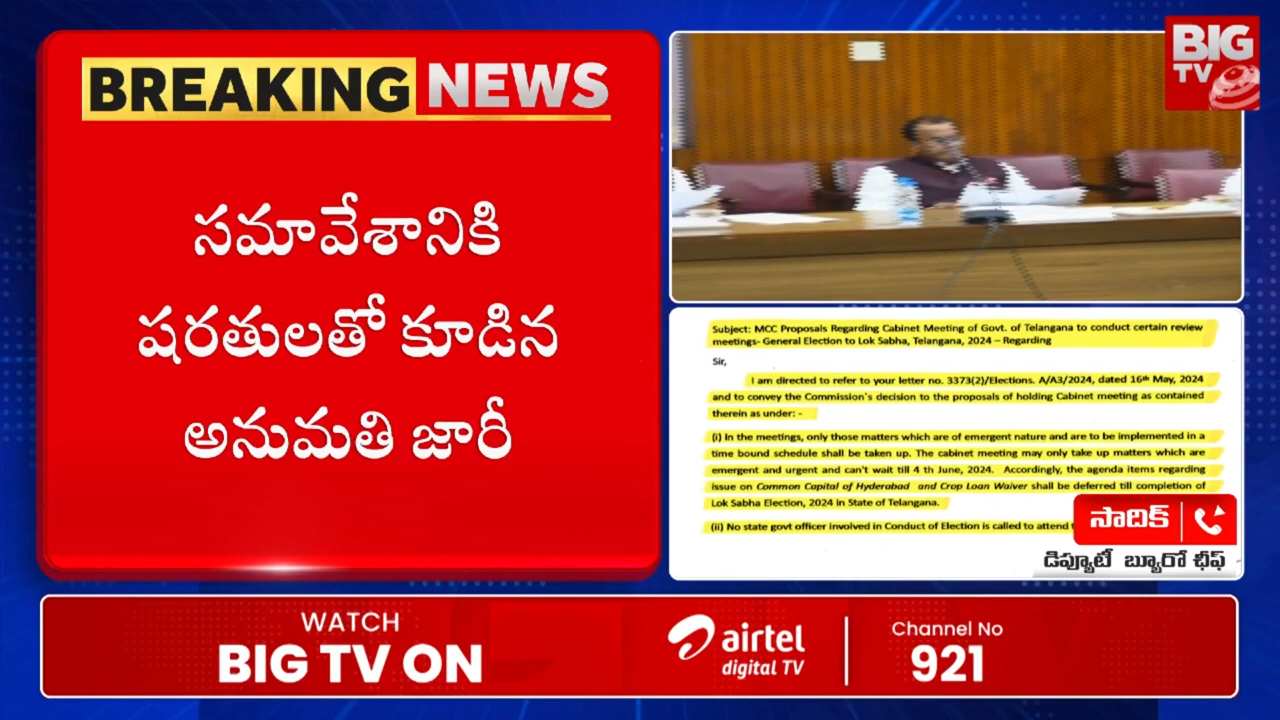 BREAKING NEWS
సమావేశానికి
షరతులతో కూడిన
అనుమతి జారీ
BIG
TV
Subject: MCC Proposals Regarding Cabinet Meeting of Govt. of Telangana to conduct certain review
meetings- General Election to Lok Sabha, Telangana, 2024 – Regarding
Sir,
I am directed to refer to your letter no. 3373(2)/Elections. A/A3/2024, dated 16th May, 2024
and to convey the Commission's decision to the proposals of holding Cabinet meeting as contained
therein as under: -
(i) In the meetings, only those matters which are of emergent nature and are to be implemented in a
time bound schedule shall be taken up. The cabinet meeting may only take up matters which are
emergent and urgent and can't wait till 4 th June, 2024. Accordingly, the agenda items regarding
issue on Common Capital of Hyderabad and Crop Loan Waiver shall be deferred till completion of
Lok Sabha Election, 2024 in State of Telangana.
(ii) No state govt officer involved in Conduct of Election is called to attend
సాదిక్
డిప్యూటీ బ్యూరో ఛీఫ్
WATCH
BIG TV ON
airtel
digital TV
Channel No
921